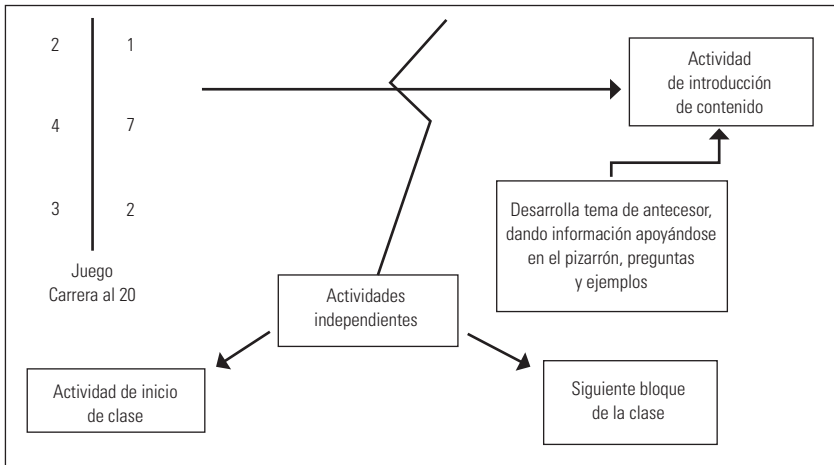 2 1
4 7
3 2
Juego
Carrera al 20
Actividad
de introducción
de contenido
Desarrolla tema de antecesor,
dando información apoyándose
en el pizarrón, preguntas
y ejemplos
Actividades
independientes
Actividad de inicio
de clase
Siguiente bloque
de la clase